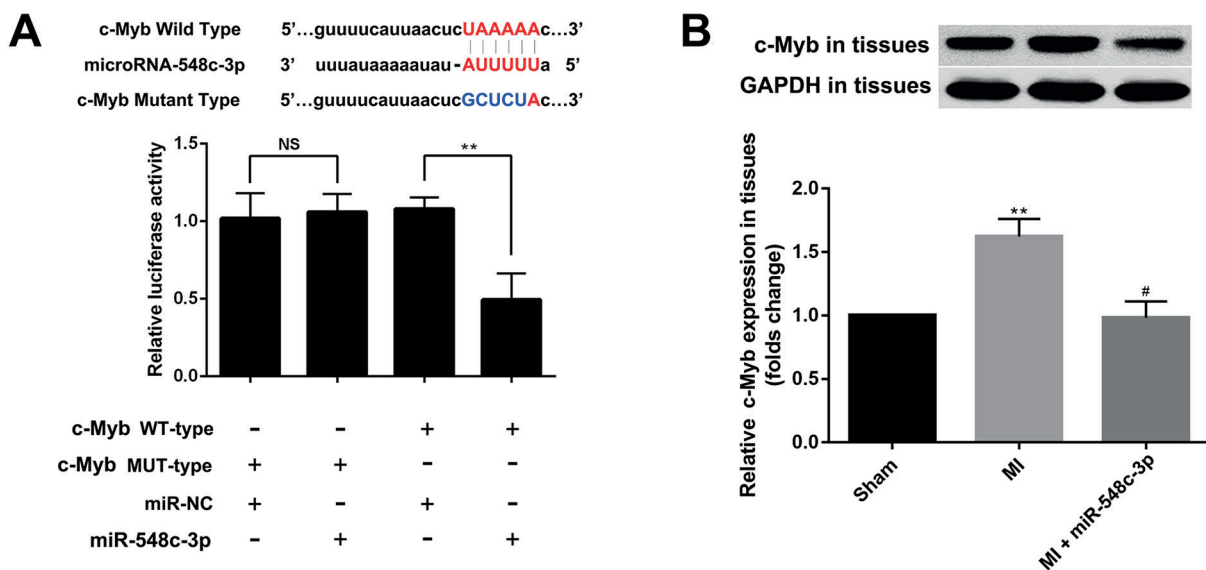 A
c-Myb Wild Type 5'...guuuucauuaacucUAAAAAc...3'
microRNA-548c-3p 3' uuuauaaaaauau-AUUUUUa 5'
c-Myb Mutant Type 5'...guuuucauuaacucGCUCUAc...3'
Relative luciferase activity
1.5
1.0
0.5
0.0
NS
**
c-Myb WT-type - - + +
c-Myb MUT-type + + - -
miR-NC + - + -
miR-548c-3p - + - +
B
c-Myb in tissues
GAPDH in tissues
Relative c-Myb expression in tissues
(folds change)
2.0
1.5
1.0
0.5
0.0
**
#
Sham
MI
MI + miR-548c-3p